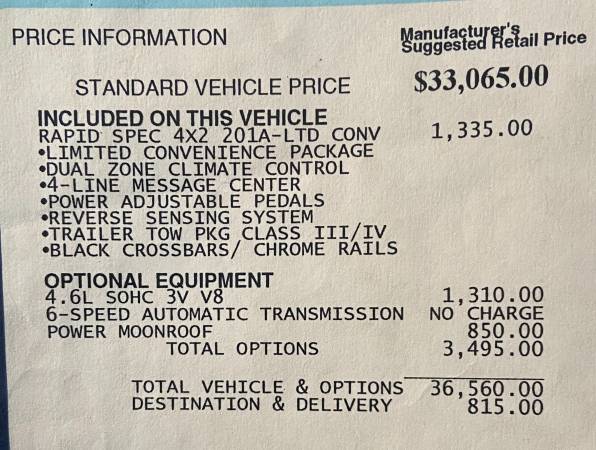 PRICE INFORMATION
Manufacturer's
Suggested Retail Price
STANDARD VEHICLE PRICE $33,065.00
INCLUDED ON THIS VEHICLE
RAPID SPEC 4X2 201A-LTD CONV 1,335.00
•LIMITED CONVENIENCE PACKAGE
•DUAL ZONE CLIMATE CONTROL
•4-LINE MESSAGE CENTER
•POWER ADJUSTABLE PEDALS
•REVERSE SENSING SYSTEM
•TRAILER TOW PKG CLASS III/IV
•BLACK CROSSBARS/ CHROME RAILS
OPTIONAL EQUIPMENT
4.6L SOHC 3V V8 1,310.00
6-SPEED AUTOMATIC TRANSMISSION NO CHARGE
POWER MOONROOF 850.00
TOTAL OPTIONS 3,495.00
TOTAL VEHICLE & OPTIONS 36,560.00
DESTINATION & DELIVERY 815.00